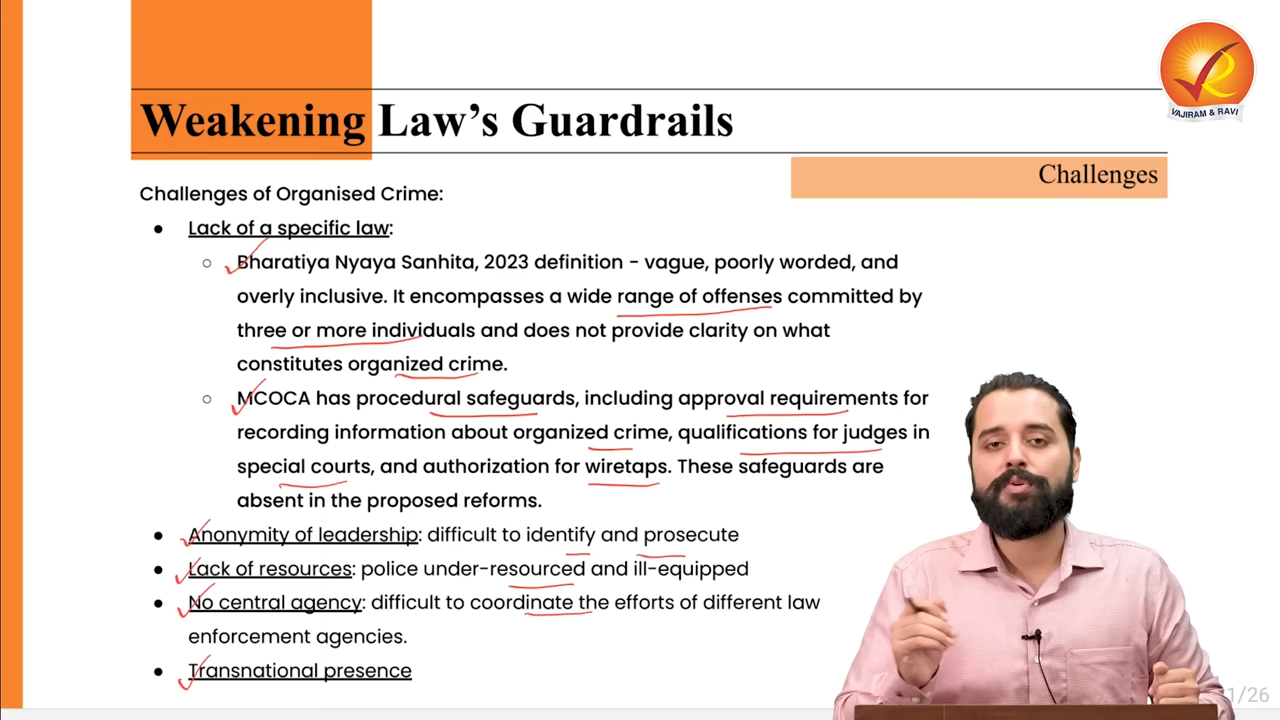 VAJIRAM & RAVI
Weakening Law's Guardrails
Challenges
Challenges of Organised Crime:
● Lack of a specific law:
○ Bharatiya Nyaya Sanhita, 2023 definition - vague, poorly worded, and
overly inclusive. It encompasses a wide range of offenses committed by
three or more individuals and does not provide clarity on what
constitutes organized crime.
○ MCOCA has procedural safeguards, including approval requirements for
recording information about organized crime, qualifications for judges in
special courts, and authorization for wiretaps. These safeguards are
absent in the proposed reforms.
● Anonymity of leadership: difficult to identify and prosecute
● Lack of resources: police under-resourced and ill-equipped
● No central agency: difficult to coordinate the efforts of different law
enforcement agencies.
● Transnational presence
1/26